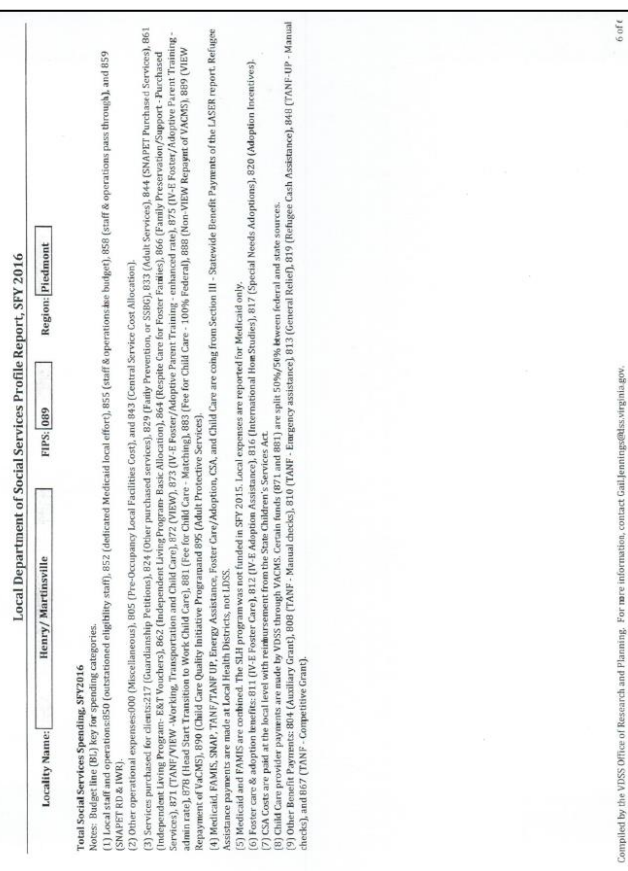 Local Department of Social Services Profile Report, SFY 2016
Locality Name: Henry/ Martinsville FIPS: 089 Region: Piedmont
Total Social Services Spending, SFY2016
Notes: Budget line (BL) key for spending categories.
(1) Local staff and operations:850 (outstationed eligibility staff), 852 (dedicated Medicaid local effort), 855 (staff & operationsbase budget), 858 (staff & operations pass through), and 859
(SNAPET RD & IWR).
(2) Other operational expenses:000 (Miscellaneous), 805 (Pre-Occupancy Local Facilities Cost), and 843 (Central Service Cost Allocation).
(3) Services purchased for clients:217 (Guardianship Petitions), 824 (Other purchased services), 829 (Family Prevention, or SSBG), 833 (Adult Services), 844 (SNAPET Purchased Services), 861
(Independent Living Program- E&T Vouchers), 862 (Independent Living Program- Basic Allocation), 864 (Respite Care for Foster Families), 866 (Family Preservation/Support - Purchased
Services), 871 (TANF/VIEW -Working, Transportation and Child Care), 872 (VIEW), 873 (IV-E Foster/Adoptive Parent Training - enhanced rate), 875 (IV-E Foster/Adoptive Parent Training -
admin rate), 878 (Head Start Transition to Work Child Care), 881 (Fee for Child Care - Matching), 883 (Fee for Child Care - 100% Federal), 888 (Non-VIEW Repayment of VACMS), 889 (VIEW
Repayment of VaCMS), 890 (Child Care Quality Initiative Programand 895 (Adult Protective Services).
(4) Medicaid, FAMIS, SNAP, TANF/TANF UP, Energy Assistance, Foster Care/Adoption, CSA, and Child Care are coming from Section III - Statewide Benefit Payments of the LASER report. Refugee
Assistance payments are made at Local Health Districts, not LDSS.
(5) Medicaid and FAMIS are combined. The SLH program was not funded in SFY 2015. Local expenses are reported for Medicaid only.
(6) Foster care & adoption benefits: 811 (IV-E Foster Care), 812 (IV-E Adoption Assistance), 816 (International Home Studies), 817 (Special Needs Adoptions), 820 (Adoption Incentives).
(7) CSA Costs are paid at the local level with reimbursement from the State Children's Services Act.
(8) Child Care provider payments are made by VDSS through VACMS. Certain funds (871 and 881) are split 50%/50% between federal and state sources.
(9) Other Benefit Payments: 804 (Auxiliary Grant), 808 (TANF - Manual checks), 810 (TANF - Emergency assistance), 813 (General Relief), 819 (Refugee Cash Assistance), 848 (TANF-UP - Manual
checks), and 867 (TANF - Competitive Grant).
Compiled by the VDSS Office of Research and Planning. For more information, contact Gail.Jennings@dss.virginia.gov.
6 of 6